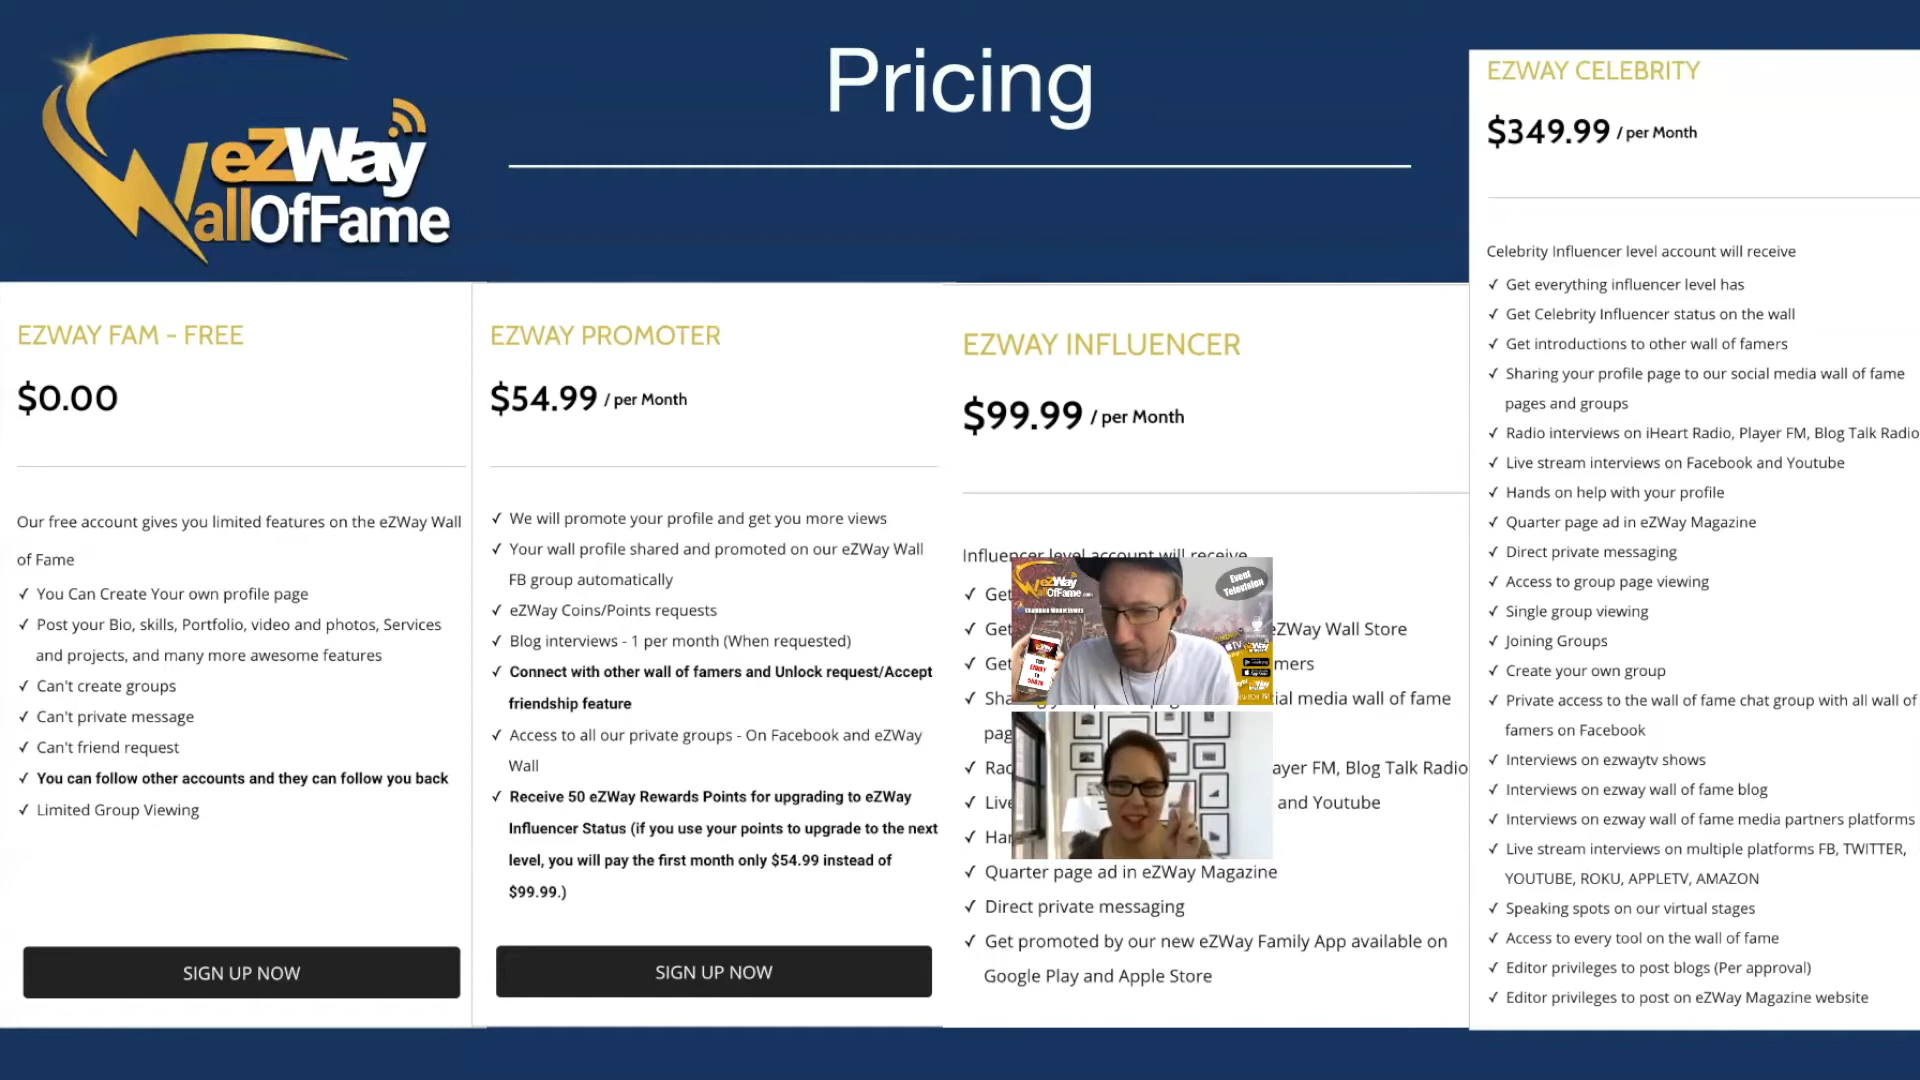 eZWay
WallOfFame
Pricing
EZWAY FAM - FREE
$0.00
Our free account gives you limited features on the eZWay Wall
of Fame
✓ You Can Create Your own profile page
✓ Post your Bio, skills, Portfolio, video and photos, Services
and projects, and many more awesome features
✓ Can't create groups
✓ Can't private message
✓ Can't friend request
✓ You can follow other accounts and they can follow you back
✓ Limited Group Viewing
SIGN UP NOW
EZWAY PROMOTER
$54.99 / per Month
✓ We will promote your profile and get you more views
✓ Your wall profile shared and promoted on our eZWay Wall
FB group automatically
✓ eZWay Coins/Points requests
✓ Blog interviews - 1 per month (When requested)
✓ Connect with other wall of famers and Unlock request/Accept
friendship feature
✓ Access to all our private groups - On Facebook and eZWay
Wall
✓ Receive 50 eZWay Rewards Points for upgrading to eZWay
Influencer Status (if you use your points to upgrade to the next
level, you will pay the first month only $54.99 instead of
$99.99.)
SIGN UP NOW
EZWAY INFLUENCER
$99.99 / per Month
Influencer level account will receive
✓ Get
✓ Get eZWay Wall Store
✓ Get
✓ media wall of fame
✓ FM, Blog Talk Radio
✓ and Youtube
✓
✓ Quarter page ad in eZWay Magazine
✓ Direct private messaging
✓ Get promoted by our new eZWay Family App available on
Google Play and Apple Store
eZWay
WallOfFame
Event
Television
EZWAY CELEBRITY
$349.99 / per Month
Celebrity Influencer level account will receive
✓ Get everything influencer level has
✓ Get Celebrity Influencer status on the wall
✓ Get introductions to other wall of famers
✓ Sharing your profile page to our social media wall of fame
pages and groups
✓ Radio interviews on iHeart Radio, Player FM, Blog Talk Radio
✓ Live stream interviews on Facebook and Youtube
✓ Hands on help with your profile
✓ Quarter page ad in eZWay Magazine
✓ Direct private messaging
✓ Access to group page viewing
✓ Single group viewing
✓ Joining Groups
✓ Create your own group
✓ Private access to the wall of fame chat group with all wall of
famers on Facebook
✓ Interviews on ezwaytv shows
✓ Interviews on ezway wall of fame blog
✓ Interviews on ezway wall of fame media partners platforms
✓ Live stream interviews on multiple platforms FB, TWITTER,
YOUTUBE, ROKU, APPLETV, AMAZON
✓ Speaking spots on our virtual stages
✓ Access to every tool on the wall of fame
✓ Editor privileges to post blogs (Per approval)
✓ Editor privileges to post on eZWay Magazine website